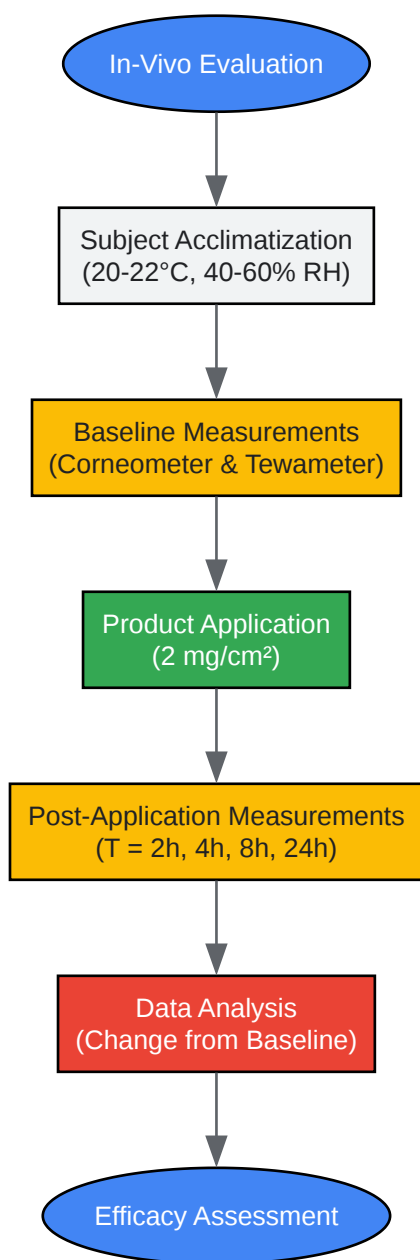 In-Vivo Evaluation
Subject Acclimatization
(20-22°C, 40-60% RH)
Baseline Measurements
(Corneometer & Tewameter)
Product Application
(2 mg/cm²)
Post-Application Measurements
(T = 2h, 4h, 8h, 24h)
Data Analysis
(Change from Baseline)
Efficacy Assessment